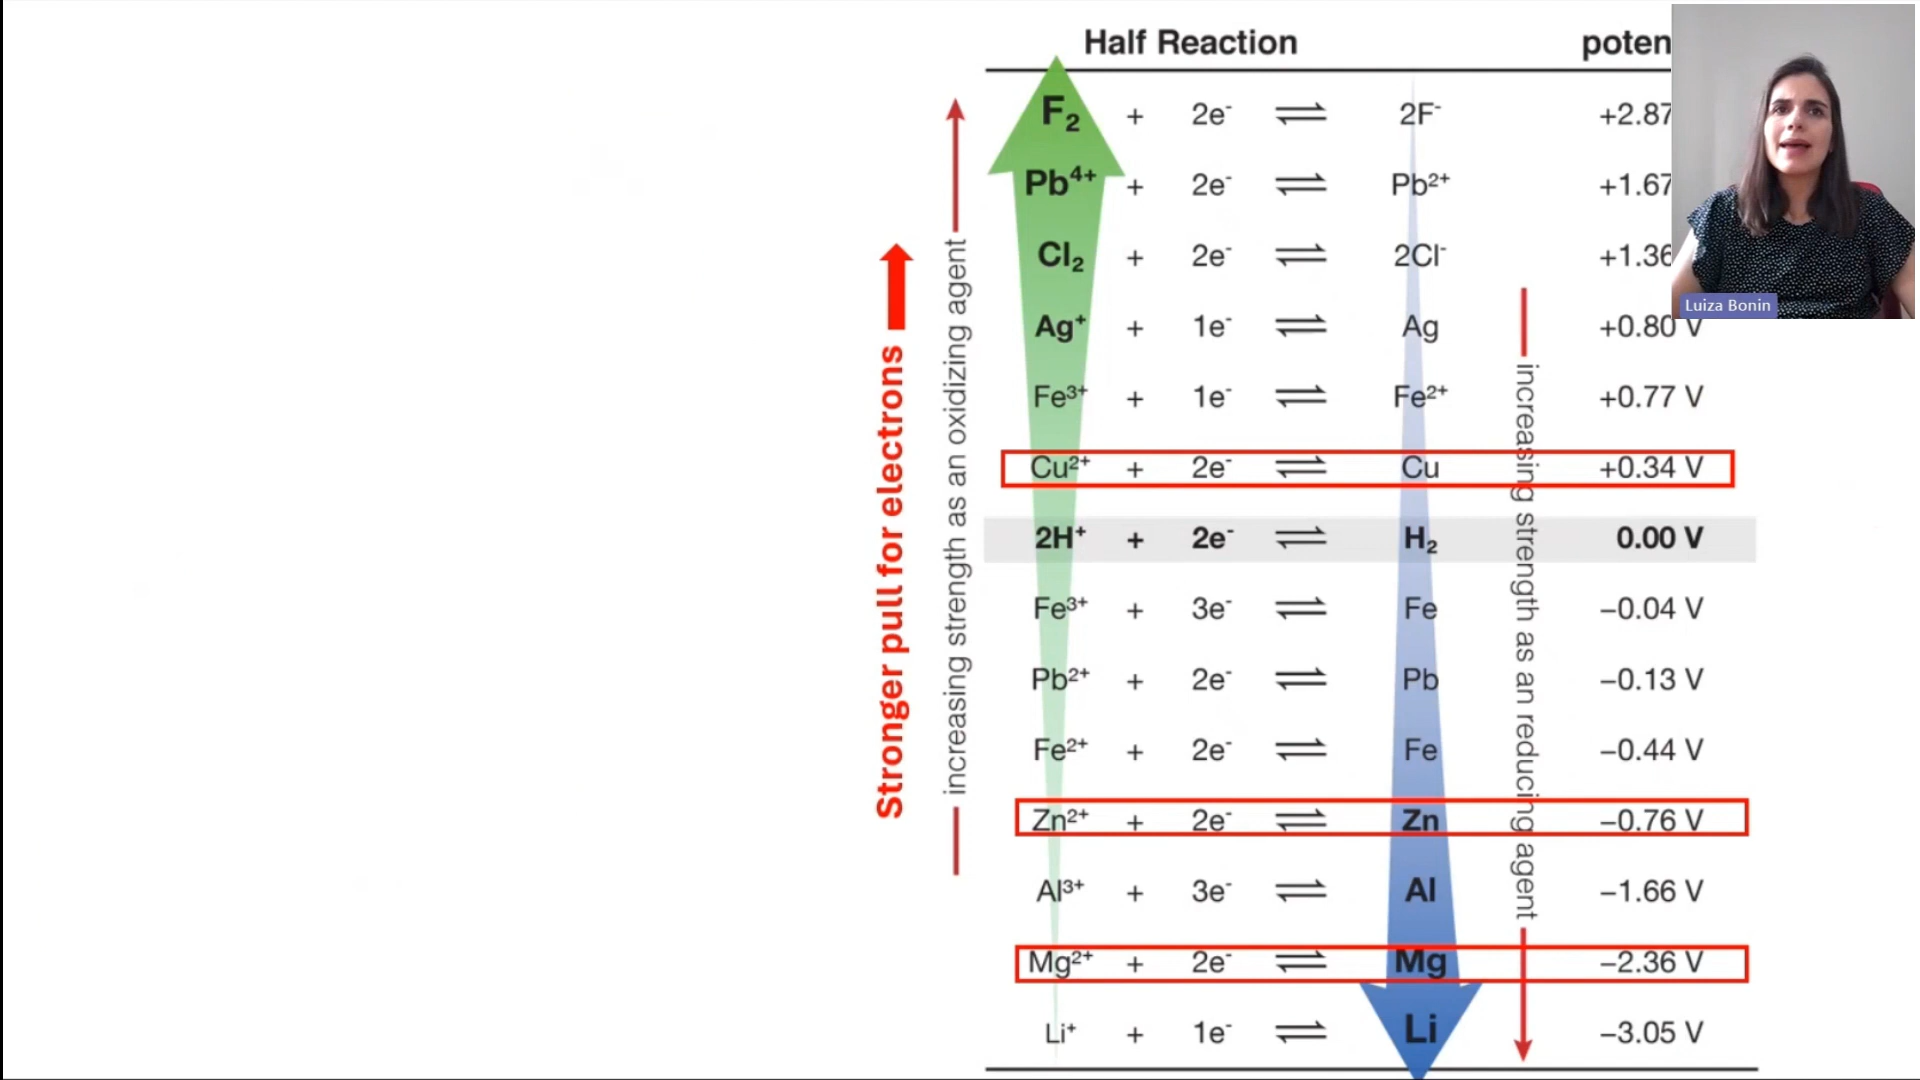 Half Reaction poten
F₂ + 2e⁻ ⇌ 2F⁻ +2.87
Pb⁴⁺ + 2e⁻ ⇌ Pb²⁺ +1.67
Cl₂ + 2e⁻ ⇌ 2Cl⁻ +1.36
Ag⁺ + 1e⁻ ⇌ Ag +0.80 V
Fe³⁺ + 1e⁻ ⇌ Fe²⁺ +0.77 V
Cu²⁺ + 2e⁻ ⇌ Cu +0.34 V
2H⁺ + 2e⁻ ⇌ H₂ 0.00 V
Fe³⁺ + 3e⁻ ⇌ Fe −0.04 V
Pb²⁺ + 2e⁻ ⇌ Pb −0.13 V
Fe²⁺ + 2e⁻ ⇌ Fe −0.44 V
Zn²⁺ + 2e⁻ ⇌ Zn −0.76 V
Al³⁺ + 3e⁻ ⇌ Al −1.66 V
Mg²⁺ + 2e⁻ ⇌ Mg −2.36 V
Li⁺ + 1e⁻ ⇌ Li −3.05 V
Stronger pull for electrons
increasing strength as an oxidizing agent
increasing strength as an reducing agent
Luiza Bonin